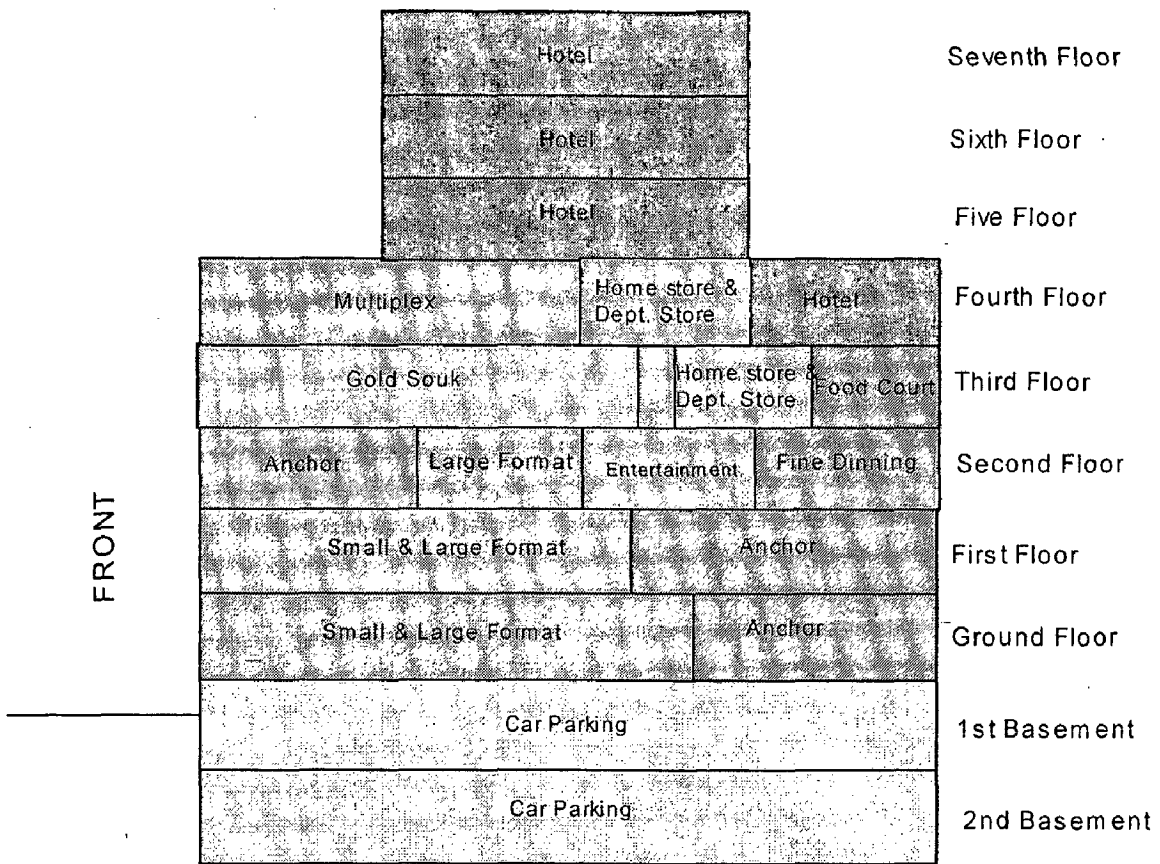 Hotel Seventh Floor
Hotel Sixth Floor
Hotel Five Floor
Multiplex Home store & Dept. Store Hotel Fourth Floor
Gold Souk Home store & Dept. Store Food Court Third Floor
Anchor Large Format Entertainment Fine Dinning Second Floor
FRONT
Small & Large Format Anchor First Floor
Small & Large Format Anchor Ground Floor
Car Parking 1st Basement
Car Parking 2nd Basement